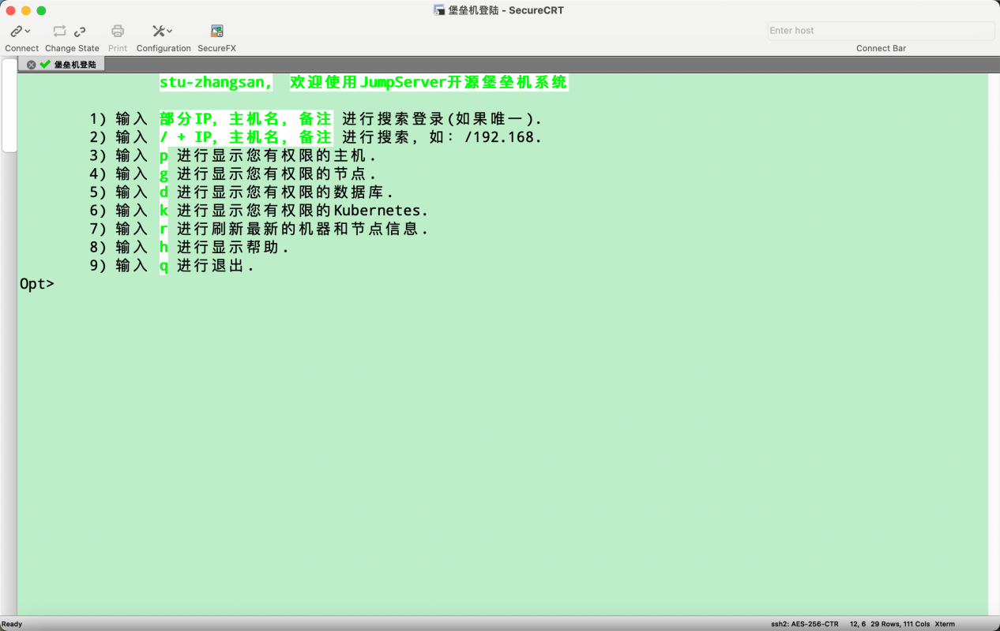 堡垒机登陆 - SecureCRT
Enter host
Connect Change State Print Configuration SecureFX Connect Bar
堡垒机登陆
stu-zhangsan, 欢迎使用JumpServer开源堡垒机系统
1) 输入 部分IP, 主机名, 备注 进行搜索登录(如果唯一).
2) 输入 / + IP, 主机名, 备注 进行搜索, 如: /192.168.
3) 输入 p 进行显示您有权限的主机.
4) 输入 g 进行显示您有权限的节点.
5) 输入 d 进行显示您有权限的数据库.
6) 输入 k 进行显示您有权限的Kubernetes.
7) 输入 r 进行刷新最新的机器和节点信息.
8) 输入 h 进行显示帮助.
9) 输入 q 进行退出.
Opt>
Ready ssh2: AES-256-CTR 12, 6 29 Rows, 111 Cols Xterm